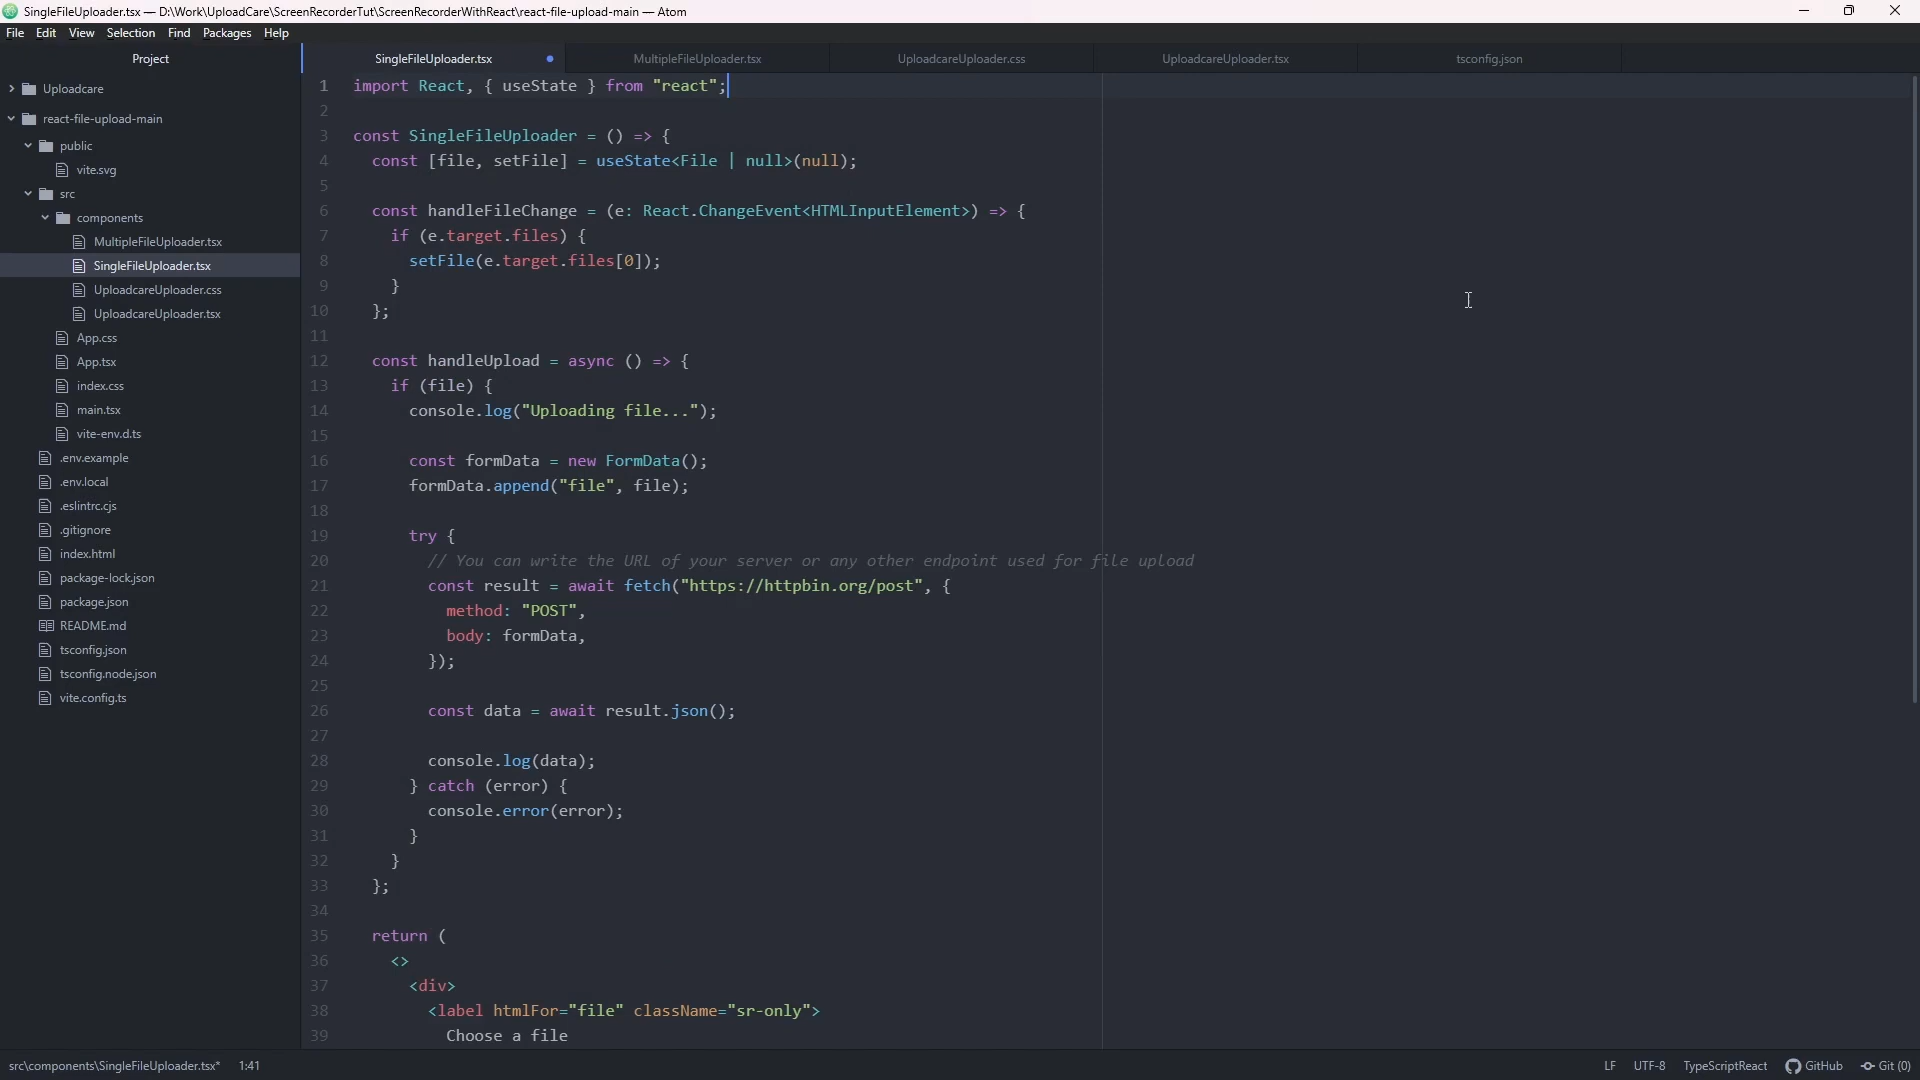 SingleFileUploader.tsx — D:\Work\UploadCare\ScreenRecorderTut\ScreenRecorderWithReact\react-file-upload-main — Atom
File Edit View Selection Find Packages Help
Project
Uploadcare
react-file-upload-main
public
vite.svg
src
components
MultipleFileUploader.tsx
SingleFileUploader.tsx
UploadcareUploader.css
UploadcareUploader.tsx
App.css
App.tsx
index.css
main.tsx
vite-env.d.ts
.env.example
.env.local
.eslintrc.cjs
.gitignore
index.html
package-lock.json
package.json
README.md
tsconfig.json
tsconfig.node.json
vite.config.ts
SingleFileUploader.tsx MultipleFileUploader.tsx UploadcareUploader.css UploadcareUploader.tsx tsconfig.json
1 import React, { useState } from "react";
2
3 const SingleFileUploader = () => {
4 const [file, setFile] = useState<File | null>(null);
5
6 const handleFileChange = (e: React.ChangeEvent<HTMLInputElement>) => {
7 if (e.target.files) {
8 setFile(e.target.files[0]);
9 }
10 };
11
12 const handleUpload = async () => {
13 if (file) {
14 console.log("Uploading file...");
15
16 const formData = new FormData();
17 formData.append("file", file);
18
19 try {
20 // You can write the URL of your server or any other endpoint used for file upload
21 const result = await fetch("https://httpbin.org/post", {
22 method: "POST",
23 body: formData,
24 });
25
26 const data = await result.json();
27
28 console.log(data);
29 } catch (error) {
30 console.error(error);
31 }
32 }
33 };
34
35 return (
36 <>
37 <div>
38 <label htmlFor="file" className="sr-only">
39 Choose a file
src\components\SingleFileUploader.tsx* 1:41 LF UTF-8 TypeScriptReact GitHub Git (0)